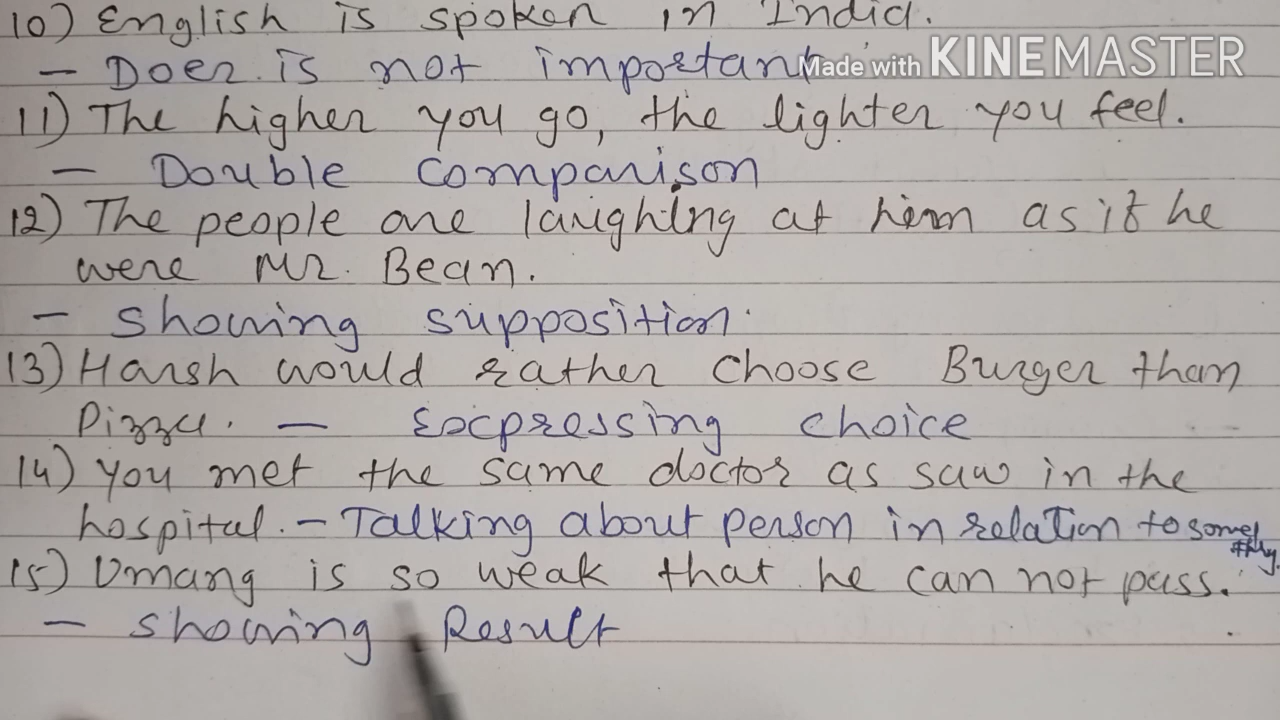 10) English is spoken in India.
- Doer is not important
Made with KINEMASTER
11) The higher you go, the lighter you feel.
- Double comparison
12) The people are laughing at him as if he
were Mr. Bean.
- showing supposition.
13) Harsh would rather choose Burger than
Pizza. - Expressing choice
14) You met the same doctor as saw in the
hospital. - Talking about person in relation to something.
15) Umang is so weak that he can not pass.
- showing Result